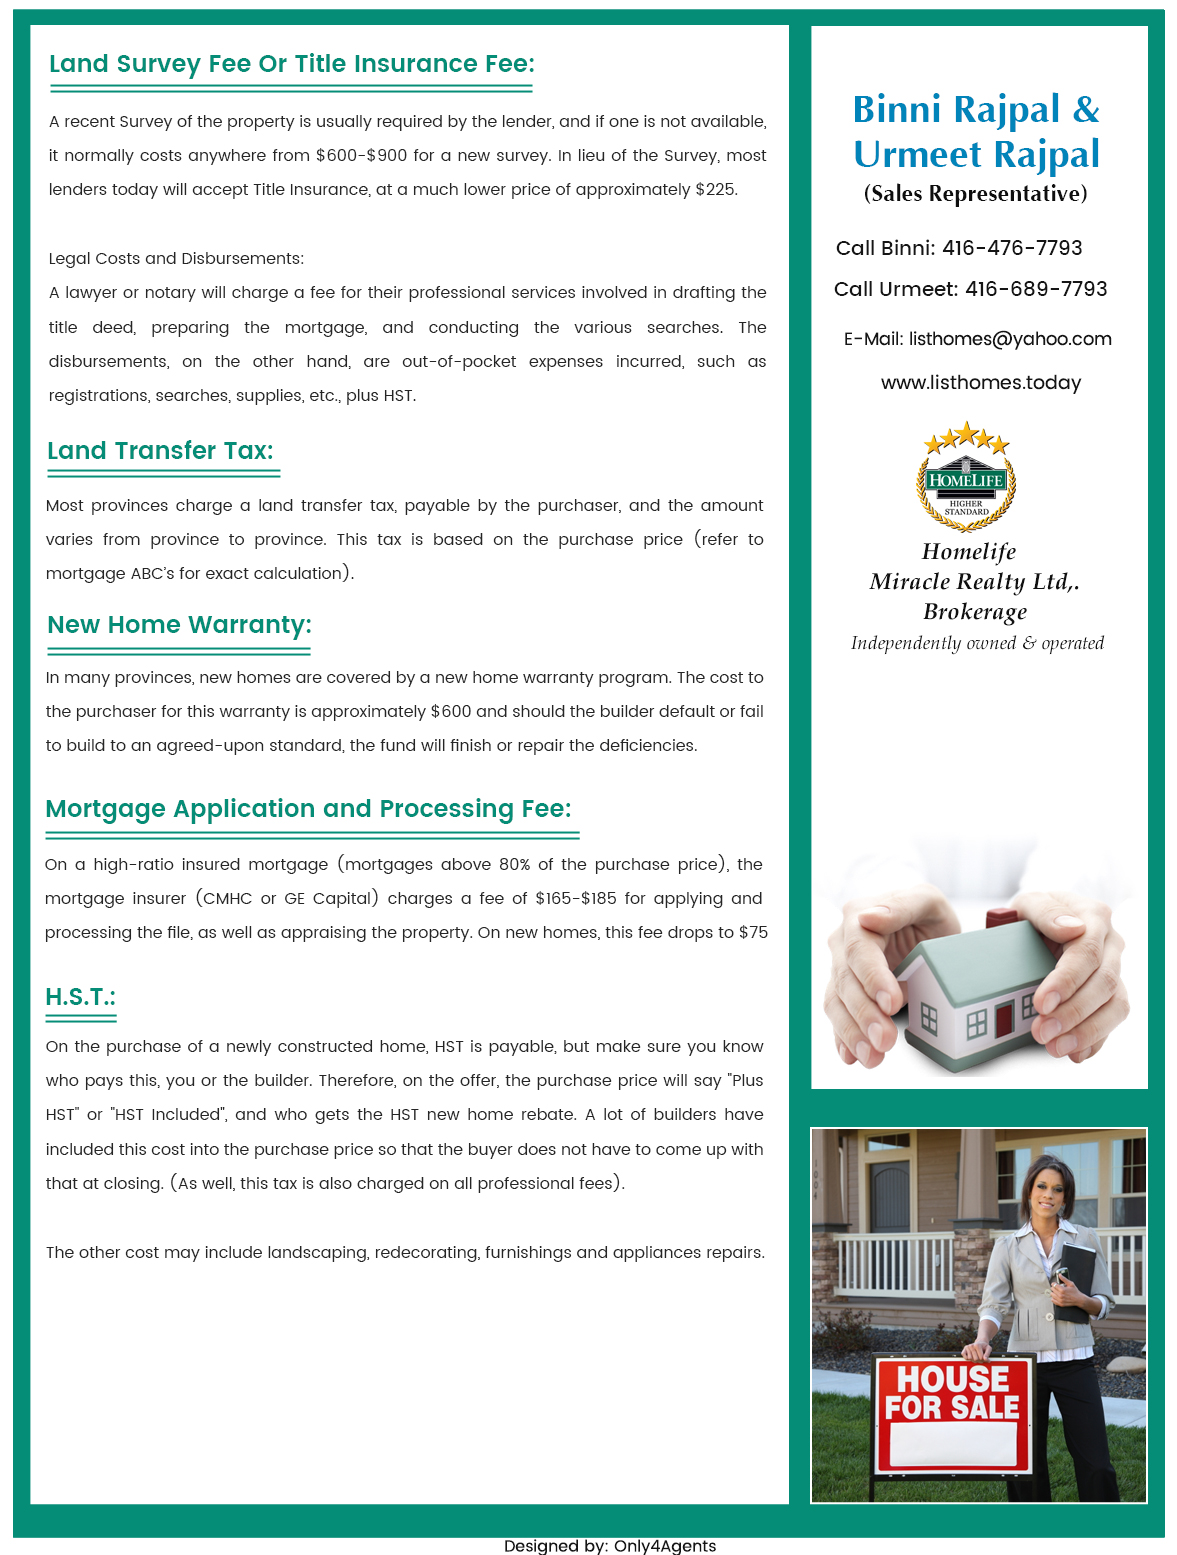 Land Survey Fee Or Title Insurance Fee:
A recent Survey of the property is usually required by the lender, and if one is not available,
it normally costs anywhere from $600-$900 for a new survey. In lieu of the Survey, most
lenders today will accept Title Insurance, at a much lower price of approximately $225.
Legal Costs and Disbursements:
A lawyer or notary will charge a fee for their professional services involved in drafting the
title deed, preparing the mortgage, and conducting the various searches. The
disbursements, on the other hand, are out-of-pocket expenses incurred, such as
registrations, searches, supplies, etc., plus HST.
Land Transfer Tax:
Most provinces charge a land transfer tax, payable by the purchaser, and the amount
varies from province to province. This tax is based on the purchase price (refer to
mortgage ABC's for exact calculation).
New Home Warranty:
In many provinces, new homes are covered by a new home warranty program. The cost to
the purchaser for this warranty is approximately $600 and should the builder default or fail
to build to an agreed-upon standard, the fund will finish or repair the deficiencies.
Mortgage Application and Processing Fee:
On a high-ratio insured mortgage (mortgages above 80% of the purchase price), the
mortgage insurer (CMHC or GE Capital) charges a fee of $165-$185 for applying and
processing the file, as well as appraising the property. On new homes, this fee drops to $75
H.S.T.:
On the purchase of a newly constructed home, HST is payable, but make sure you know
who pays this, you or the builder. Therefore, on the offer, the purchase price will say "Plus
HST" or "HST Included", and who gets the HST new home rebate. A lot of builders have
included this cost into the purchase price so that the buyer does not have to come up with
that at closing. (As well, this tax is also charged on all professional fees).
The other cost may include landscaping, redecorating, furnishings and appliances repairs.
Binni Rajpal &
Urmeet Rajpal
(Sales Representative)
Call Binni: 416-476-7793
Call Urmeet: 416-689-7793
E-Mail: listhomes@yahoo.com
www.listhomes.today
HOMELIFE
HIGHER
STANDARD
Homelife
Miracle Realty Ltd,.
Brokerage
Independently owned & operated
1004
HOUSE
FOR SALE
Designed by: Only4Agents